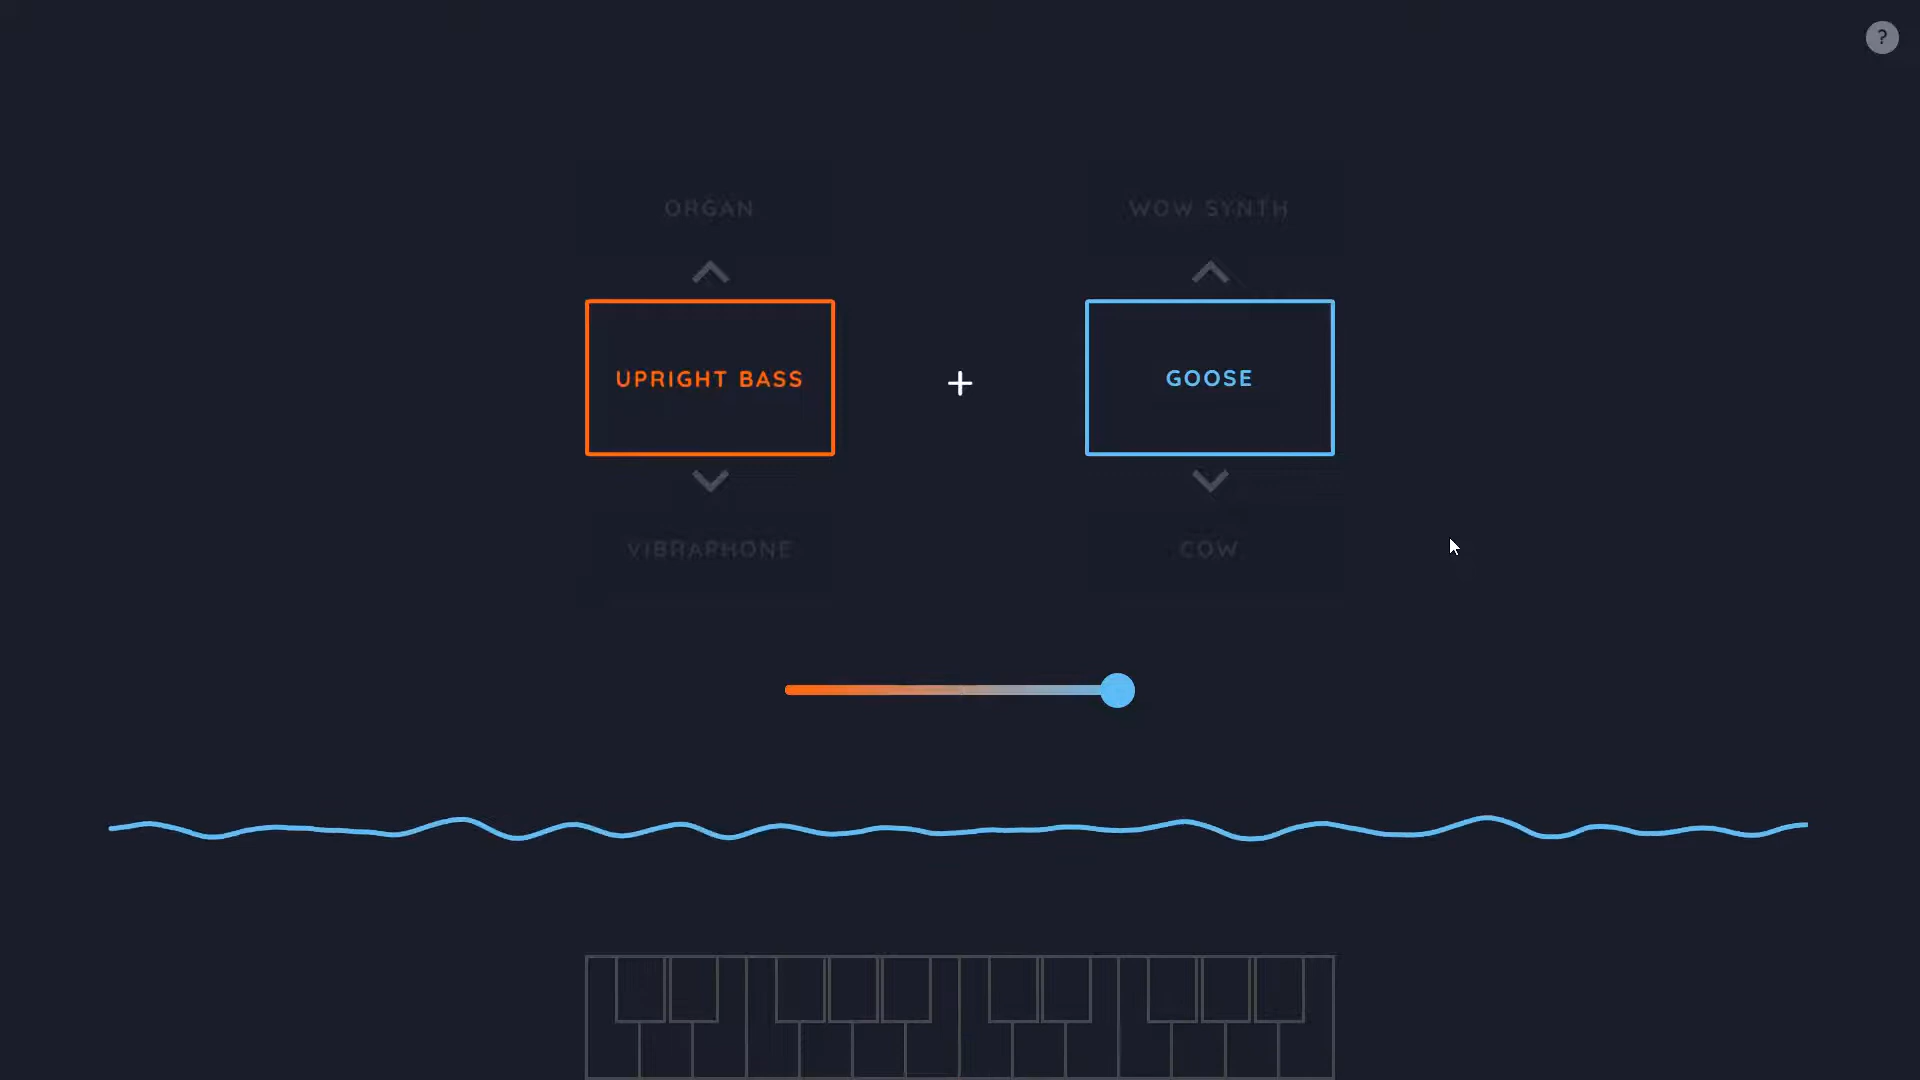 ?
ORGAN
WOW SYNTH
UPRIGHT BASS
+
GOOSE
VIBRAPHONE
COW